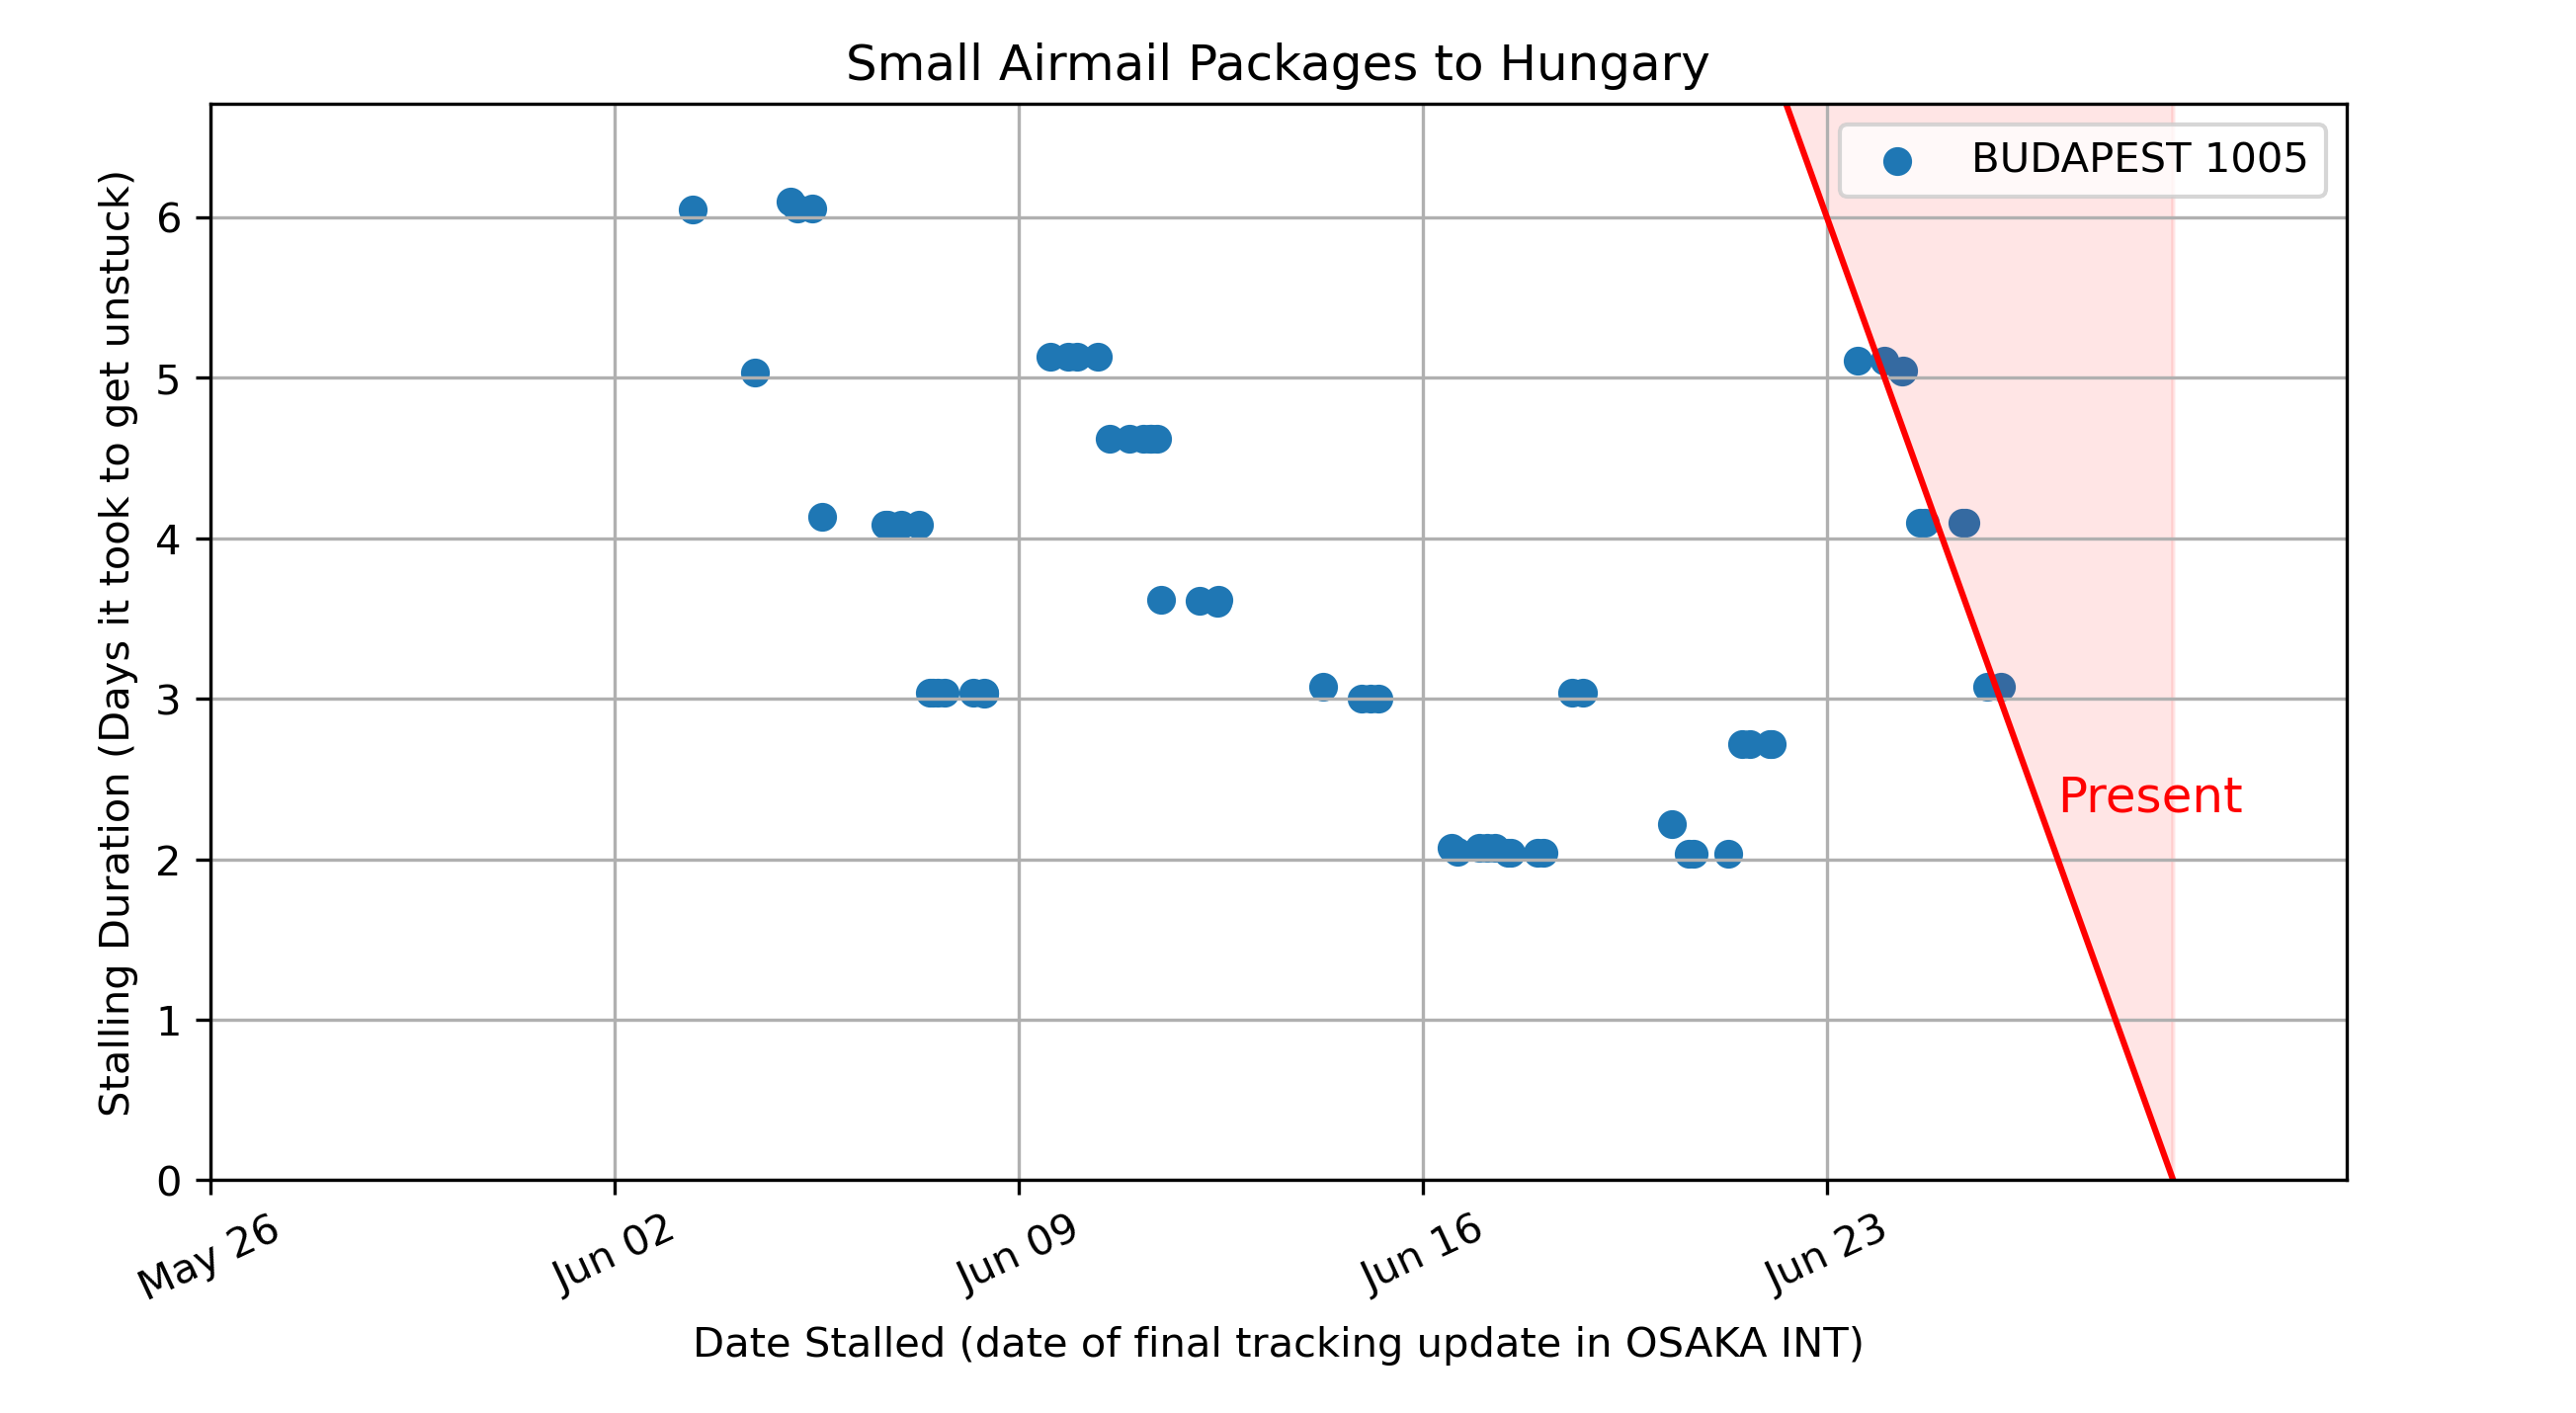 Small Airmail Packages to Hungary
BUDAPEST 1005
Stalling Duration (Days it took to get unstuck)
6
5
4
3
2
1
0
Present
May 26
Jun 02
Jun 09
Jun 16
Jun 23
Date Stalled (date of final tracking update in OSAKA INT)